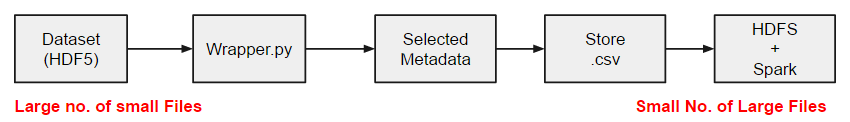 Dataset
(HDF5)
Wrapper.py
Selected
Metadata
Store
.csv
HDFS
+
Spark
Large no. of small Files
Small No. of Large Files